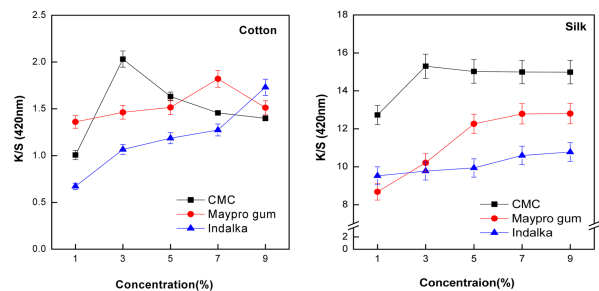 Cotton
K/S (420nm)
2.5
2.0
1.5
1.0
0.5
0.0
CMC
Maypro gum
Indalka
1 3 5 7 9
Concentration(%)
Silk
K/S (420nm)
16
14
12
10
8
2
0
CMC
Maypro gum
Indalka
1 3 5 7 9
Concentraion(%)